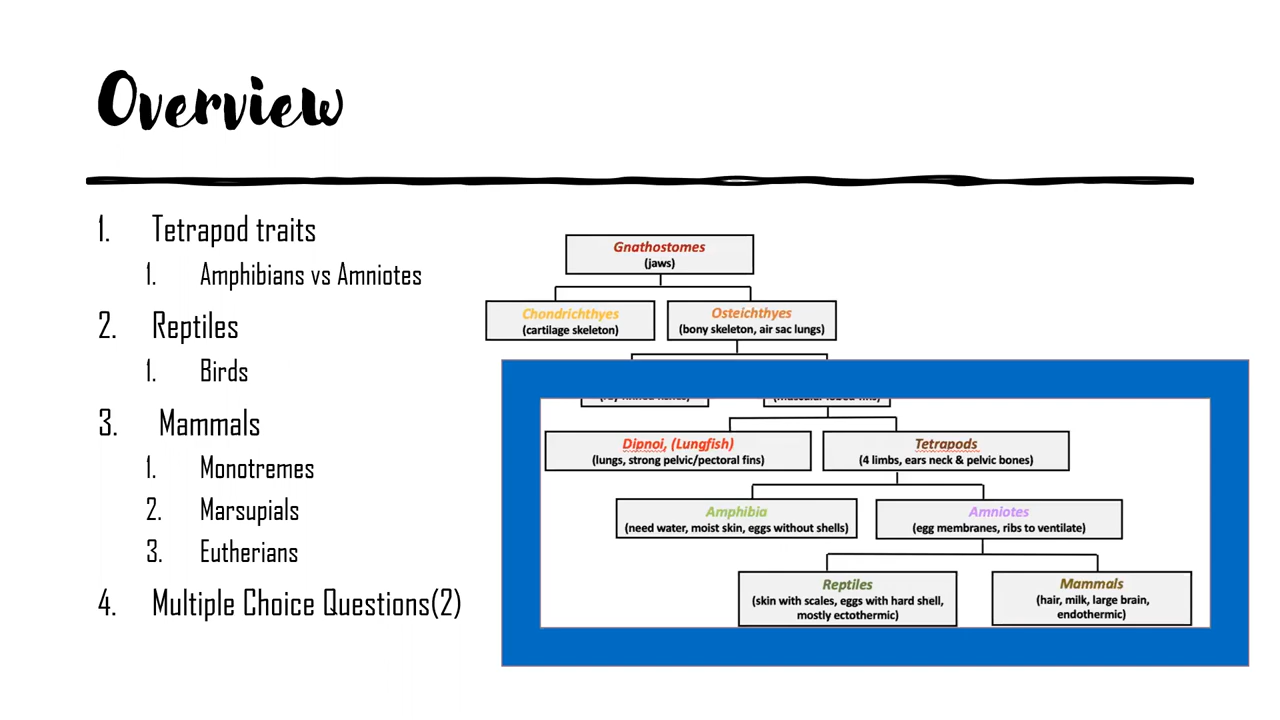 Overview
1. Tetrapod traits
1. Amphibians vs Amniotes
2. Reptiles
1. Birds
3. Mammals
1. Monotremes
2. Marsupials
3. Eutherians
4. Multiple Choice Questions(2)
Gnathostomes
(jaws)
Chondrichthyes
(cartilage skeleton)
Osteichthyes
(bony skeleton, air sac lungs)
Dipnoi, (Lungfish)
(lungs, strong pelvic/pectoral fins)
Tetrapods
(4 limbs, ears neck & pelvic bones)
Amphibia
(need water, moist skin, eggs without shells)
Amniotes
(egg membranes, ribs to ventilate)
Reptiles
(skin with scales, eggs with hard shell,
mostly ectothermic)
Mammals
(hair, milk, large brain,
endothermic)